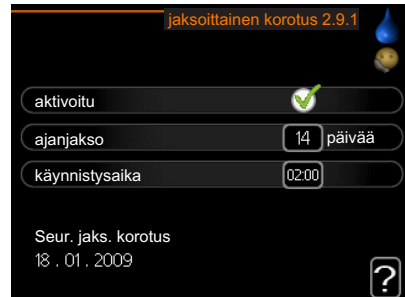 jaksoittainen korotus 2.9.1
aktivoitu
ajanjakso 14 päivää
käynnistysaika 02:00
Seur. jaks. korotus
18 . 01 . 2009
?